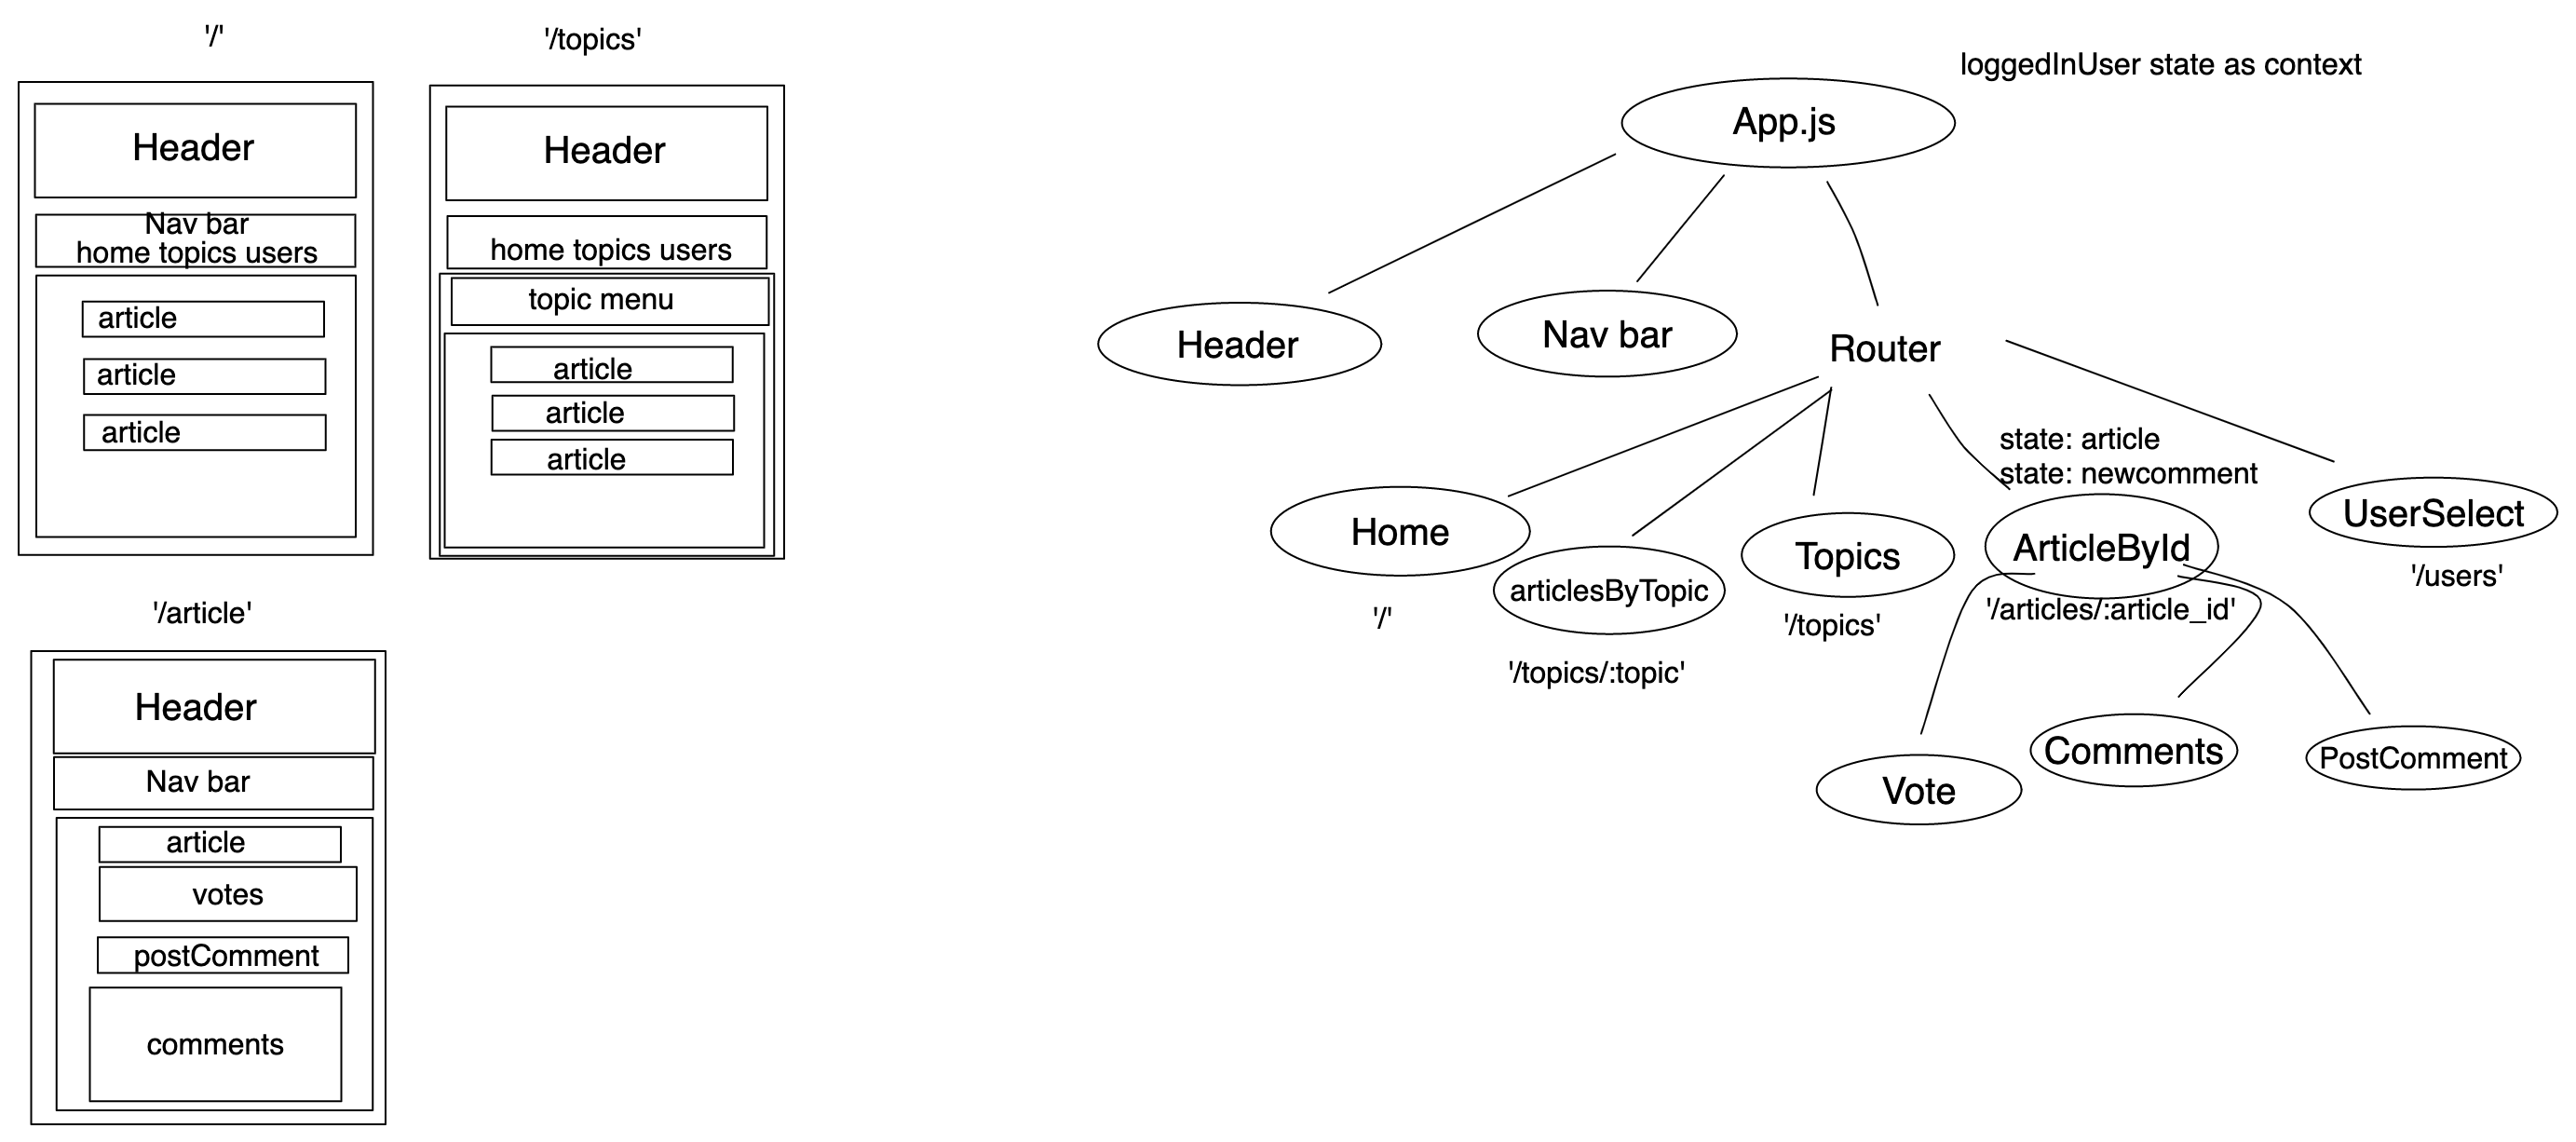 '/'
Header
Nav bar
home topics users
article
article
article
'/topics'
Header
home topics users
topic menu
article
article
article
'/article'
Header
Nav bar
article
votes
postComment
comments
loggedInUser state as context
App.js
Header
Nav bar
Router
state: article
state: newcomment
Home
'/'
articlesByTopic
'/topics/:topic'
Topics
'/topics'
ArticleById
'/articles/:article_id'
UserSelect
'/users'
Vote
Comments
PostComment